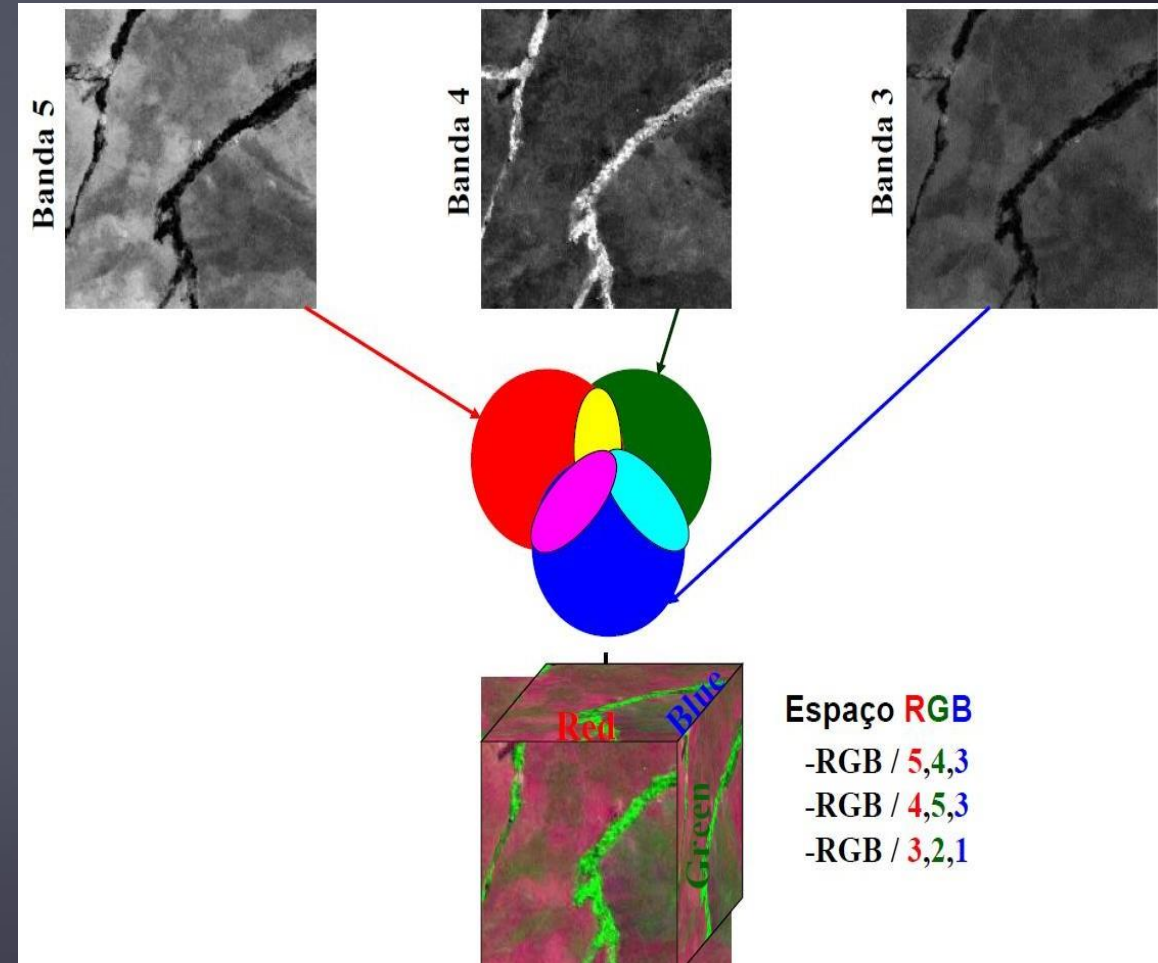 Banda 5
Banda 4
Banda 3
Red
Blue
Green
Espaço RGB
-RGB / 5,4,3
-RGB / 4,5,3
-RGB / 3,2,1